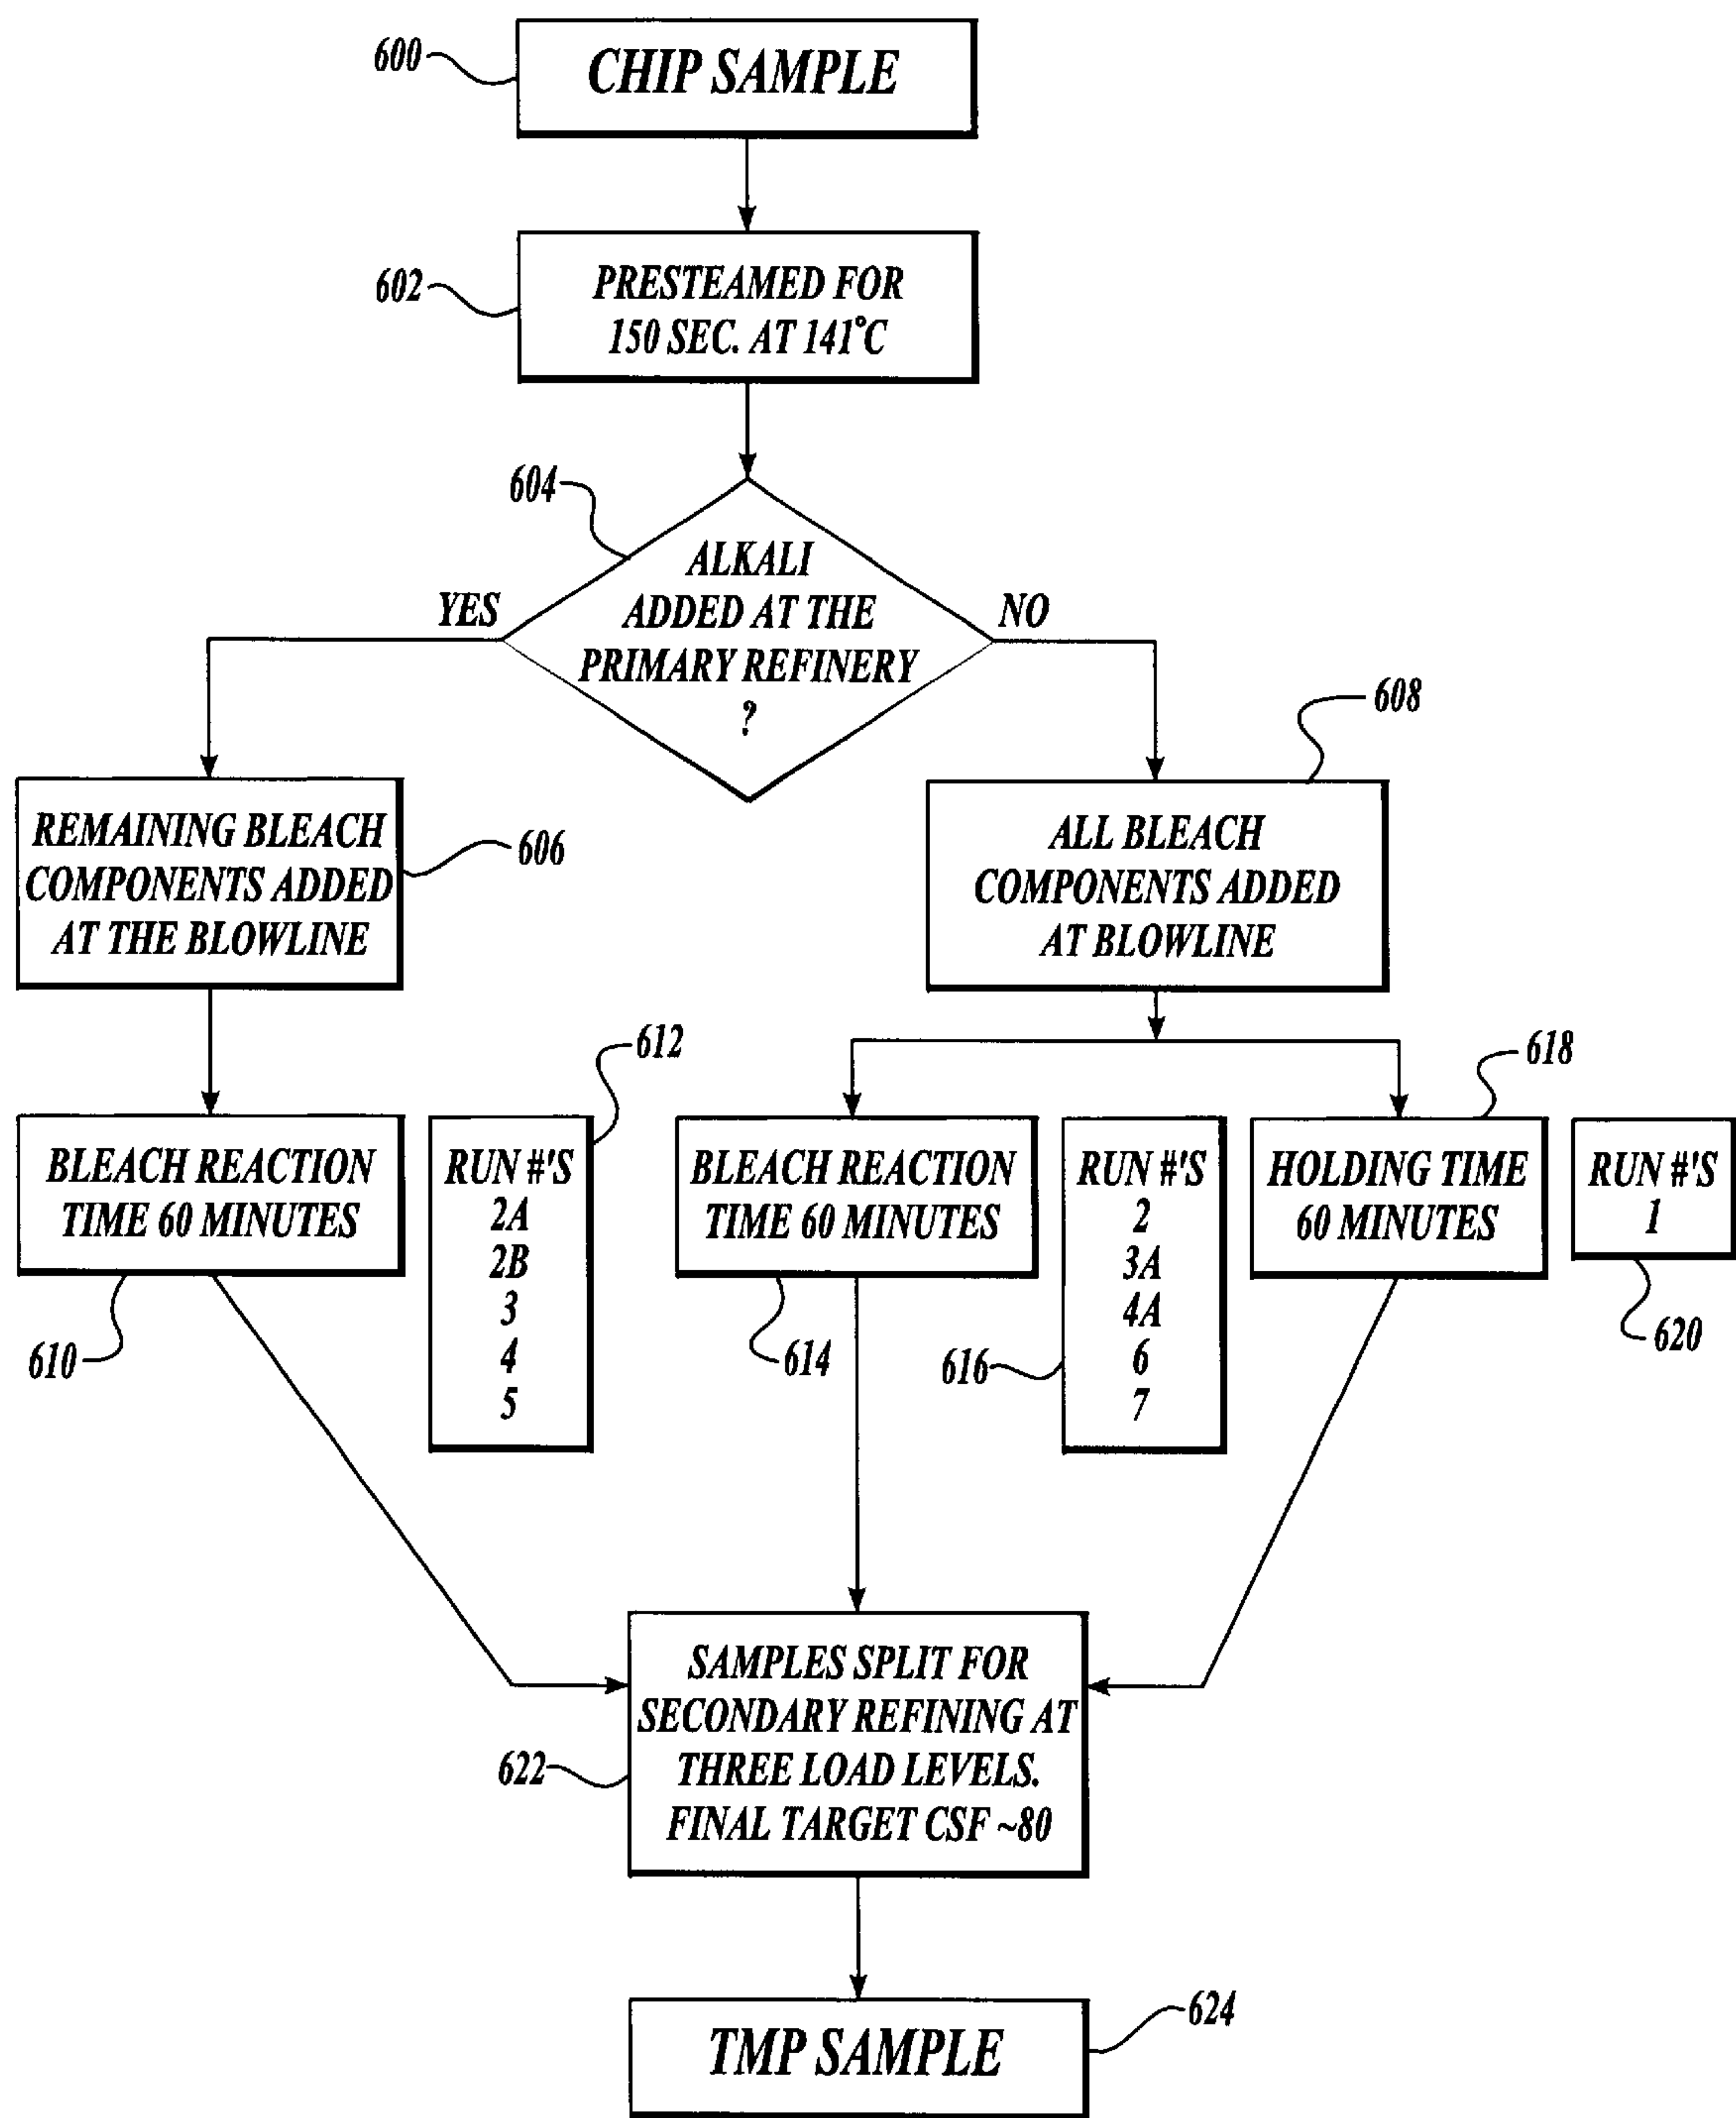 600
CHIP SAMPLE
602
PRESTEAMED FOR
150 SEC. AT 141°C
604
ALKALI
ADDED AT THE
PRIMARY REFINERY
?
YES
NO
608
REMAINING BLEACH
COMPONENTS ADDED
AT THE BLOWLINE
606
ALL BLEACH
COMPONENTS ADDED
AT BLOWLINE
612
618
BLEACH REACTION
TIME 60 MINUTES
610
RUN #'S
2A
2B
3
4
5
BLEACH REACTION
TIME 60 MINUTES
614
616
RUN #'S
2
3A
4A
6
7
HOLDING TIME
60 MINUTES
RUN #'S
1
620
622
SAMPLES SPLIT FOR
SECONDARY REFINING AT
THREE LOAD LEVELS.
FINAL TARGET CSF ~80
624
TMP SAMPLE